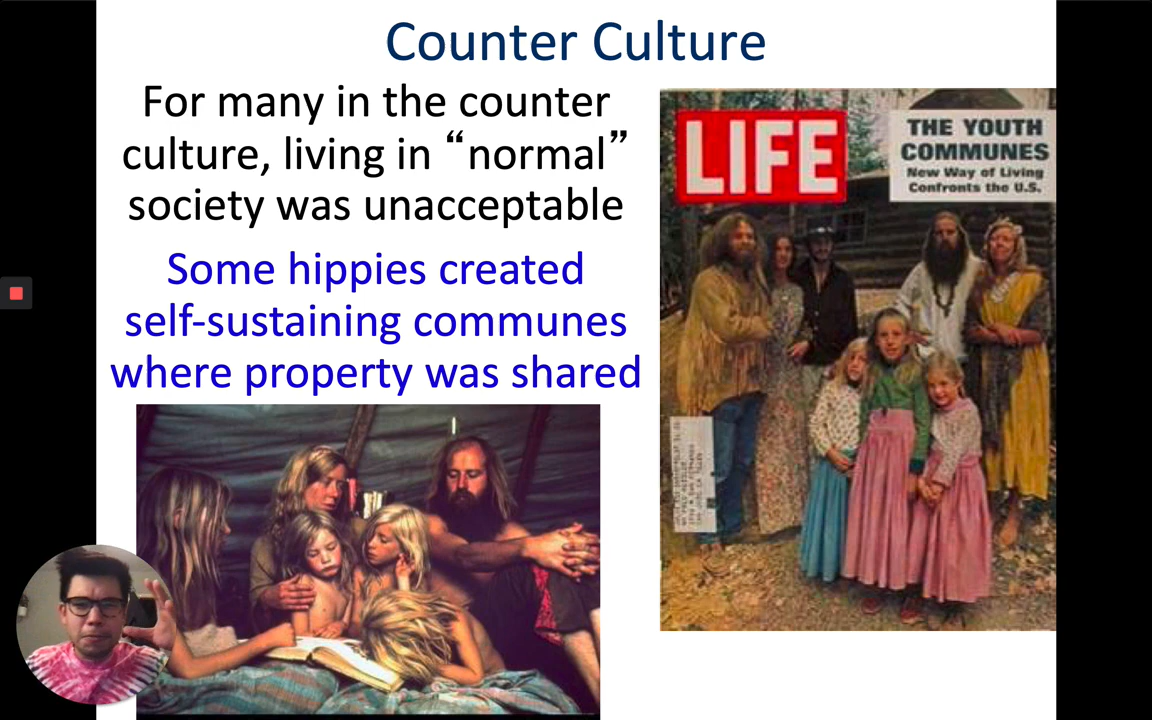 Counter Culture
For many in the counter
culture, living in “normal”
society was unacceptable
Some hippies created
self-sustaining communes
where property was shared
LIFE
THE YOUTH
COMMUNES
New Way of Living
Confronts the U.S.